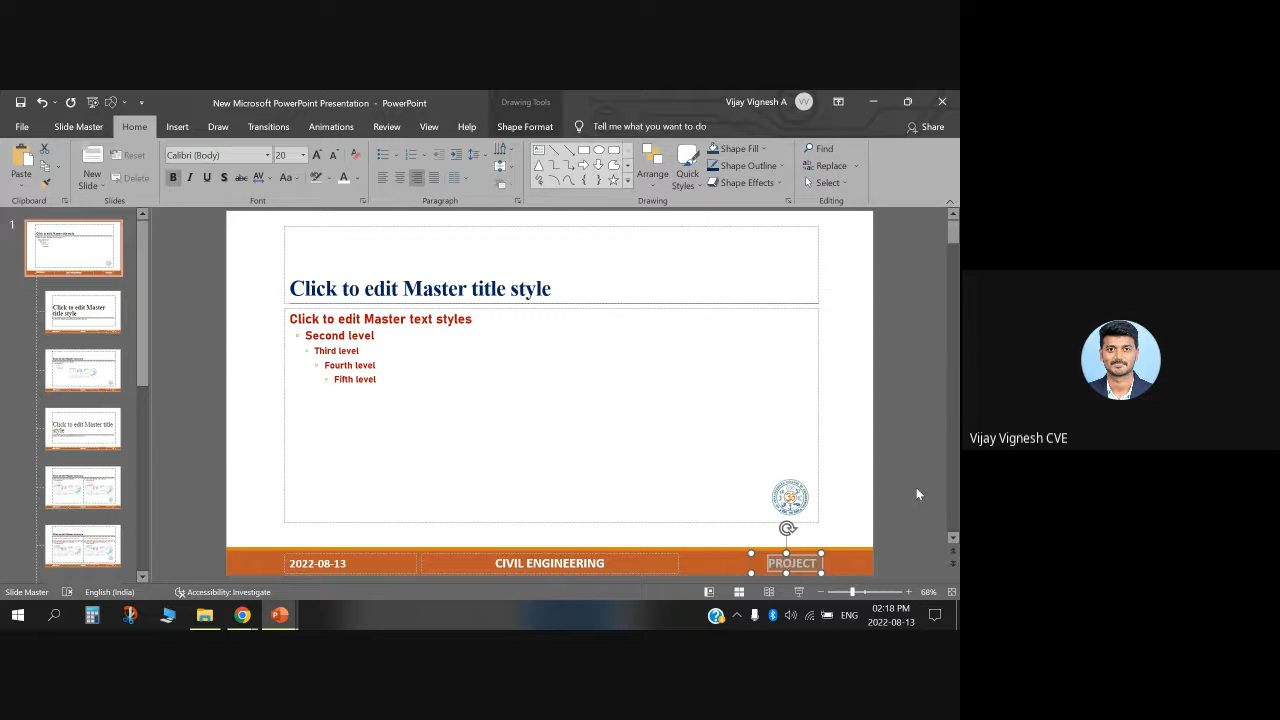 New Microsoft PowerPoint Presentation - PowerPoint
Drawing Tools
Vijay Vignesh A
VV
File
Slide Master
Home
Insert
Draw
Transitions
Animations
Review
View
Help
Shape Format
Tell me what you want to do
Share
Paste
Clipboard
New Slide
Reset
Delete
Slides
Calibri (Body)
20
B I U S abc AV Aa A
Font
Paragraph
Arrange
Quick Styles
Shape Fill
Shape Outline
Shape Effects
Drawing
Find
Replace
Select
Editing
1
Click to edit Master title style
Click to edit Master title style
Click to edit Master title style
Click to edit Master text styles
Second level
Third level
Fourth level
Fifth level
2022-08-13
CIVIL ENGINEERING
PROJECT
Vijay Vignesh CVE
Slide Master
English (India)
Accessibility: Investigate
68%
ENG
02:18 PM
2022-08-13